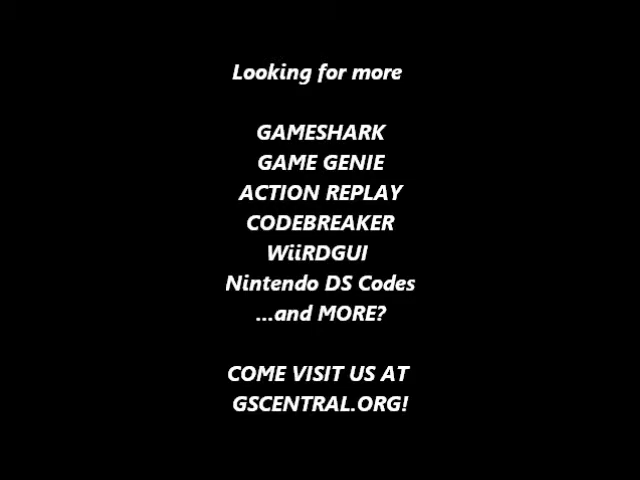 Looking for more
GAMESHARK
GAME GENIE
ACTION REPLAY
CODEBREAKER
WiiRDGUI
Nintendo DS Codes
...and MORE?
COME VISIT US AT
GSCENTRAL.ORG!